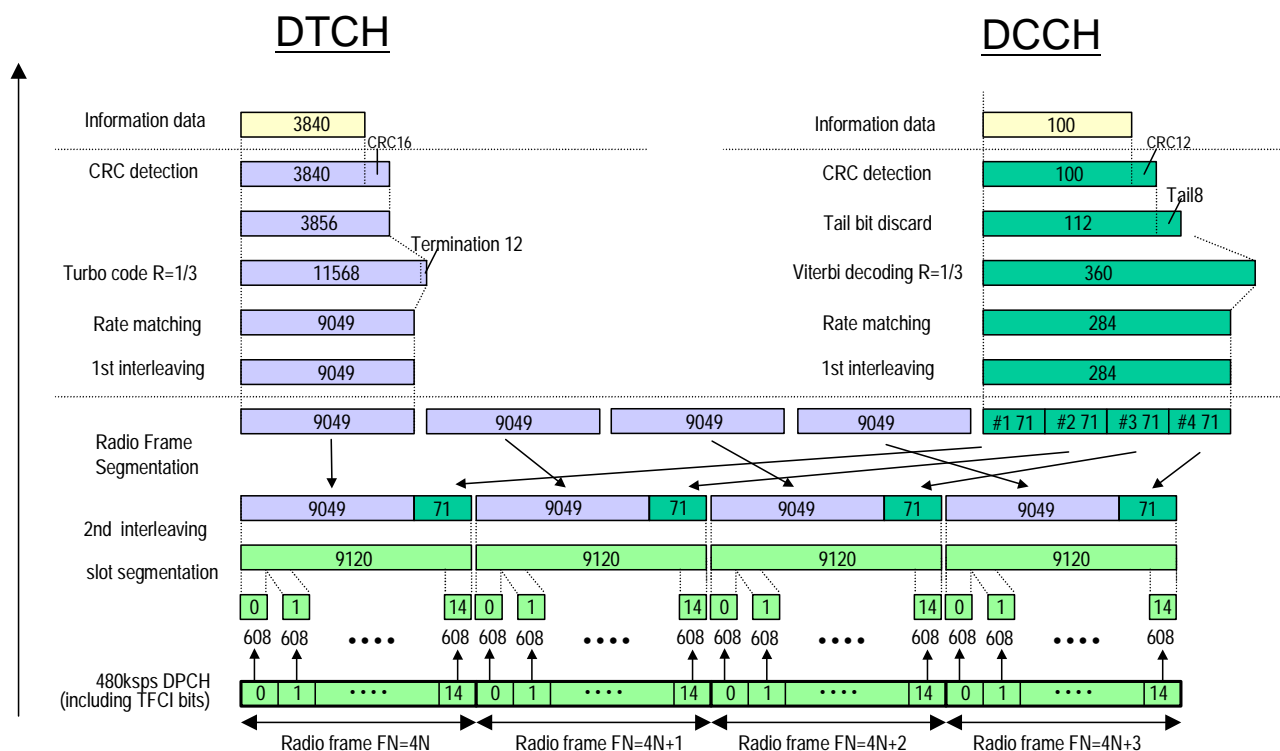 DTCH DCCH
Information data 3840 Information data 100
CRC16 CRC12
CRC detection 3840 CRC detection 100
Tail8
3856 Tail bit discard 112
Termination 12
Turbo code R=1/3 11568 Viterbi decoding R=1/3 360
Rate matching 9049 Rate matching 284
1st interleaving 9049 1st interleaving 284
9049 9049 9049 9049 #1 71 #2 71 #3 71 #4 71
Radio Frame
Segmentation
9049 71 9049 71 9049 71 9049 71
2nd interleaving
9120 9120 9120 9120
slot segmentation
0 1 14 0 1 14 0 1 14 0 1 14
608 608 •••• 608 608 608 •••• 608 608 608 •••• 608 608 608 •••• 608
480ksps DPCH
(including TFCI bits)
0 1 •••• 14 0 1 •••• 14 0 1 •••• 14 0 1 •••• 14
Radio frame FN=4N Radio frame FN=4N+1 Radio frame FN=4N+2 Radio frame FN=4N+3